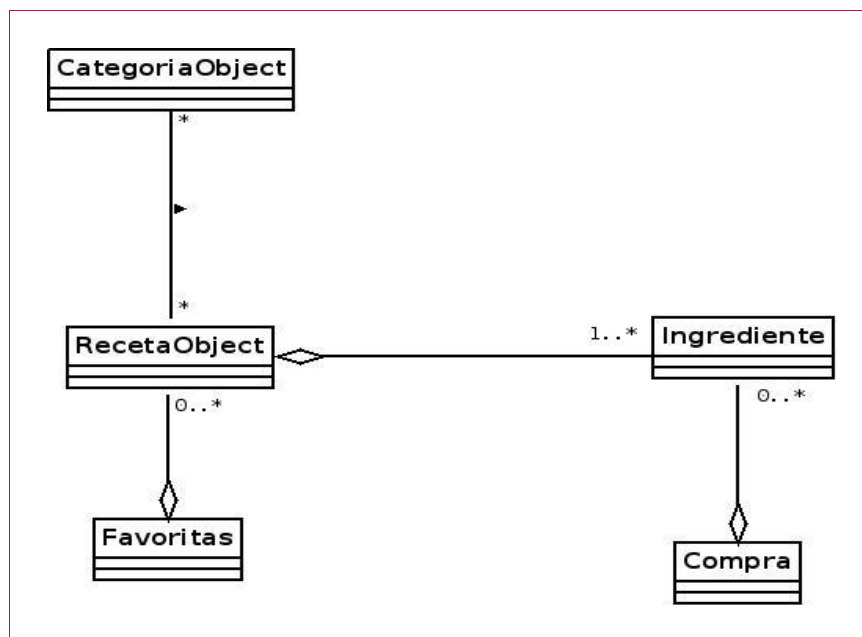 CategoriaObject
*
*
RecetaObject
1..*
Ingrediente
0..*
0..*
Favoritas
Compra